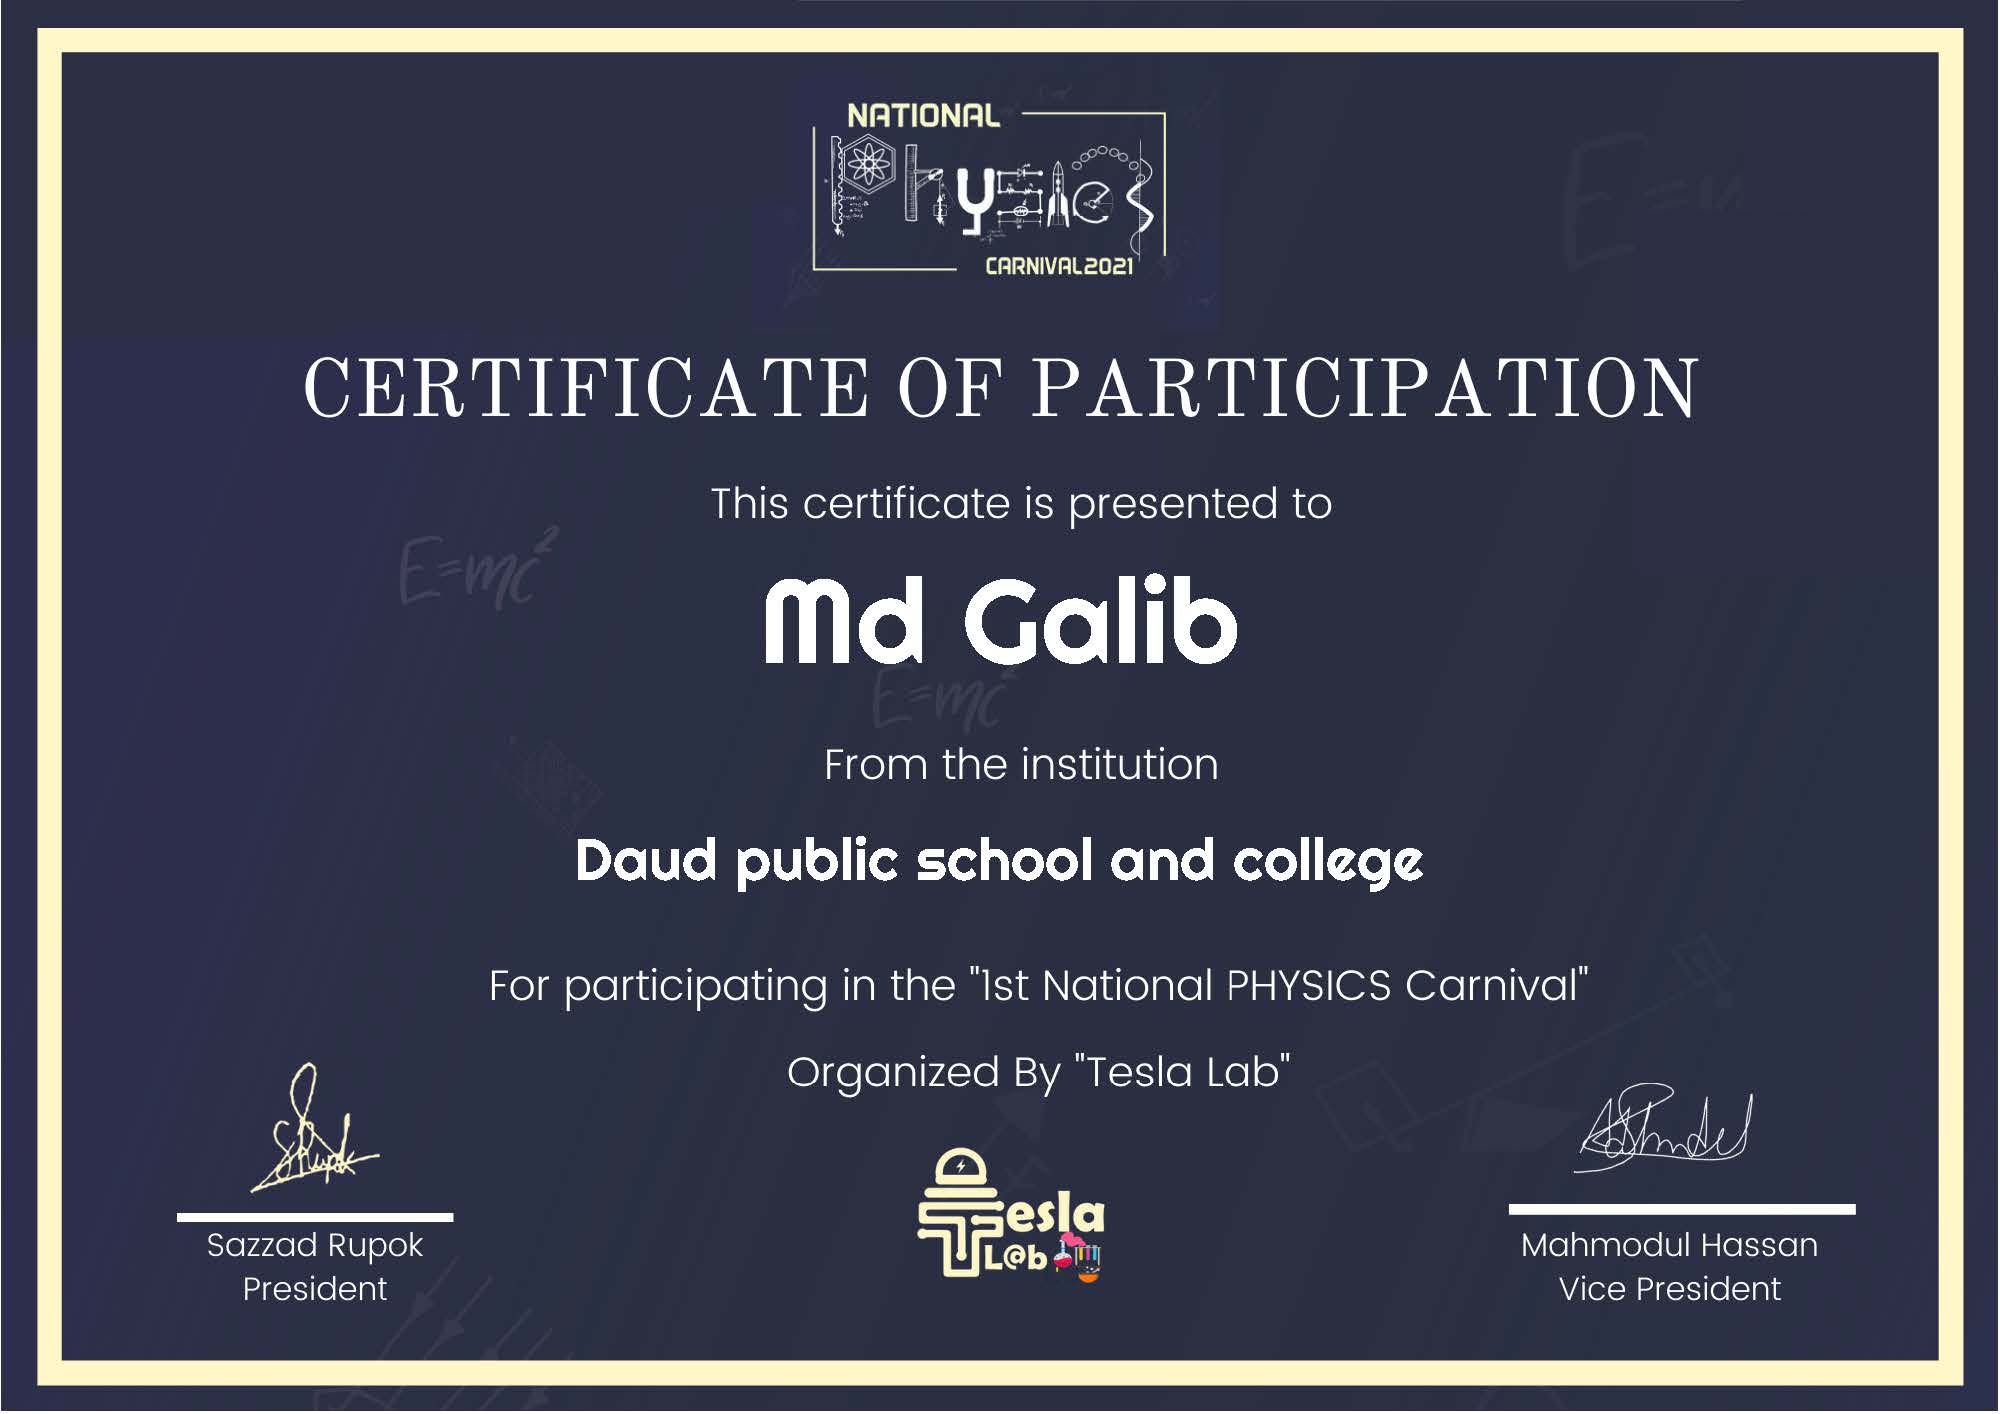 NATIONAL
Physics
CARNIVAL2021
CERTIFICATE OF PARTICIPATION
This certificate is presented to
E=mc²
Md Galib
E=mc²
From the institution
Daud public school and college
For participating in the "1st National PHYSICS Carnival"
Organized By "Tesla Lab"
Tesla
L@b
Sazzad Rupok
President
Mahmodul Hassan
Vice President